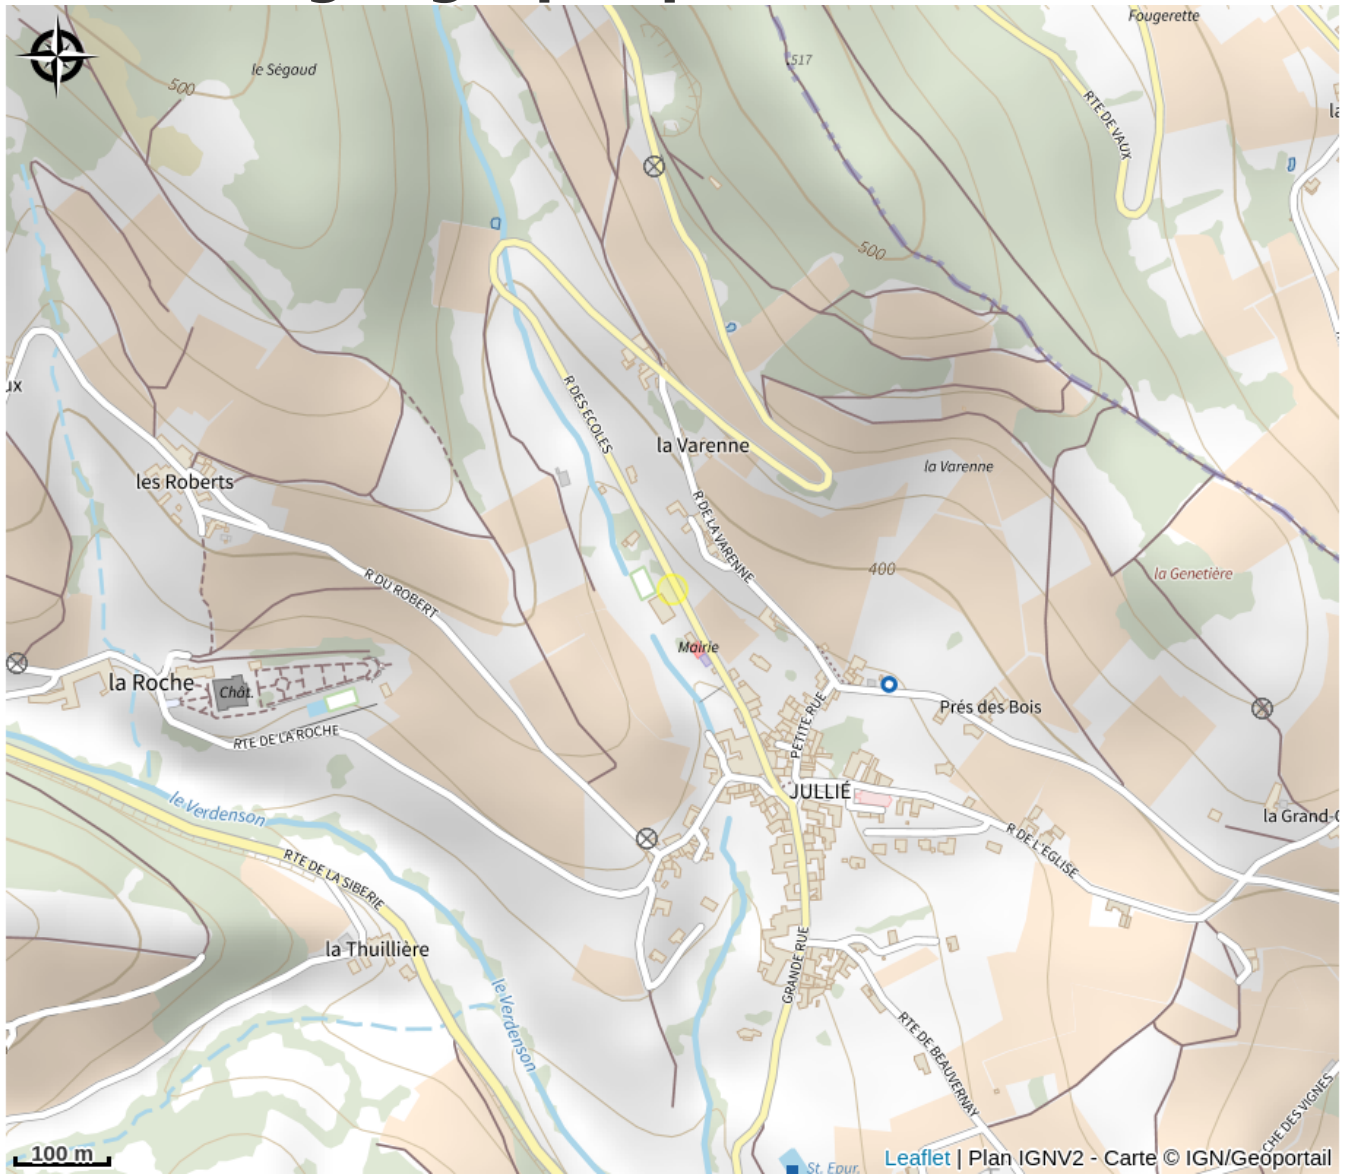 Fougerette
le Ségaud
517
500
RTE DE VAUX
la
500
R DES ECOLES
ux
la Varenne
la Varenne
les Roberts
R DE LA VARENNE
400
la Genetière
R DU ROBERT
Mairie
la Roche
Chât.
PETITE RUE
Prés des Bois
RTE DE LA ROCHE
JULLIÉ
le Verdenson
la Grand-
R DE L'EGLISE
RTE DE LA SIBERIE
la Thuillière
GRANDE RUE
le Verdenson
RTE DE BEAUVERNAY
CHE DES VIGNES
100 m
St. Epur.
Leaflet | Plan IGNV2 - Carte © IGN/Geoportail